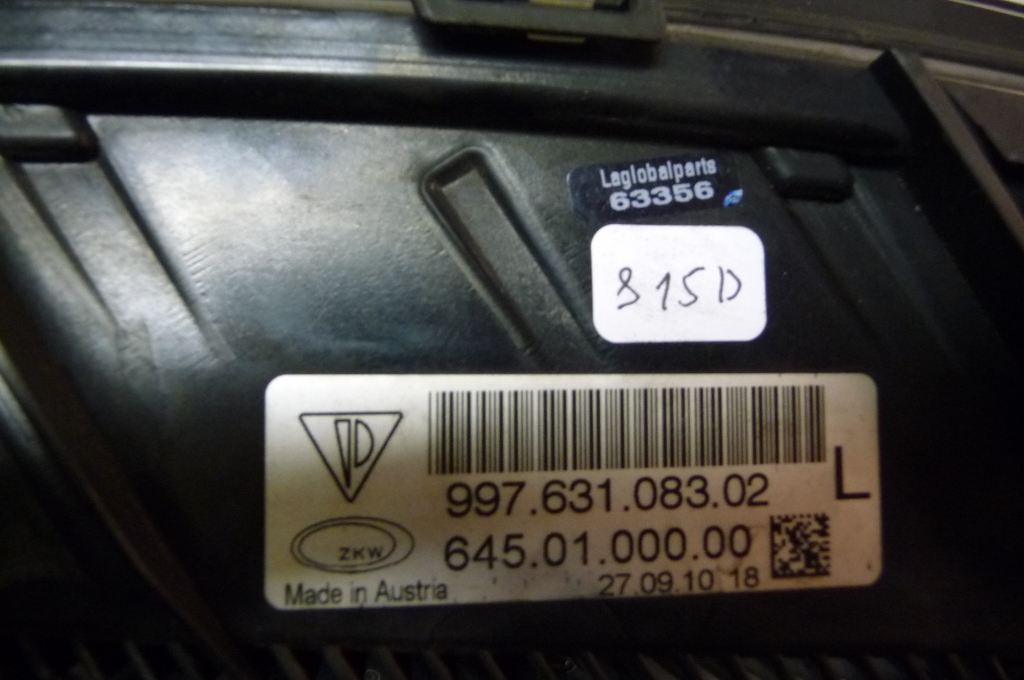 Laglobalparts
63356
815D
997.631.083.02
L
ZKW
645.01.000.00
Made in Austria
27.09.10 18